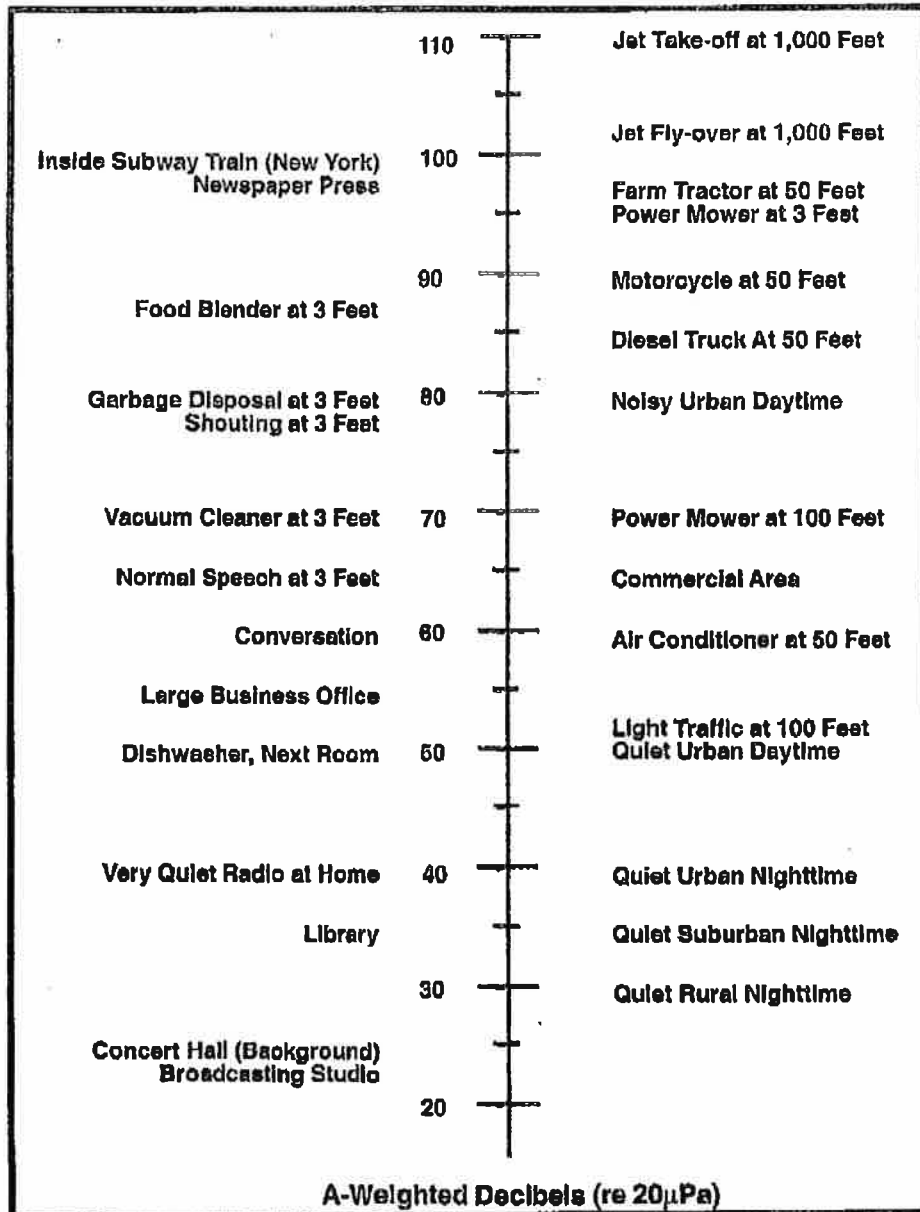 110 Jet Take-off at 1,000 Feet
Jet Fly-over at 1,000 Feet
Inside Subway Train (New York) 100
Newspaper Press
Farm Tractor at 50 Feet
Power Mower at 3 Feet
90 Motorcycle at 50 Feet
Food Blender at 3 Feet
Diesel Truck At 50 Feet
Garbage Disposal at 3 Feet 80 Noisy Urban Daytime
Shouting at 3 Feet
Vacuum Cleaner at 3 Feet 70 Power Mower at 100 Feet
Normal Speech at 3 Feet Commercial Area
Conversation 60 Air Conditioner at 50 Feet
Large Business Office
Light Traffic at 100 Feet
Dishwasher, Next Room 50 Quiet Urban Daytime
Very Quiet Radio at Home 40 Quiet Urban Nighttime
Library Quiet Suburban Nighttime
30 Quiet Rural Nighttime
Concert Hall (Background)
Broadcasting Studio
20
A-Weighted Decibels (re 20µPa)